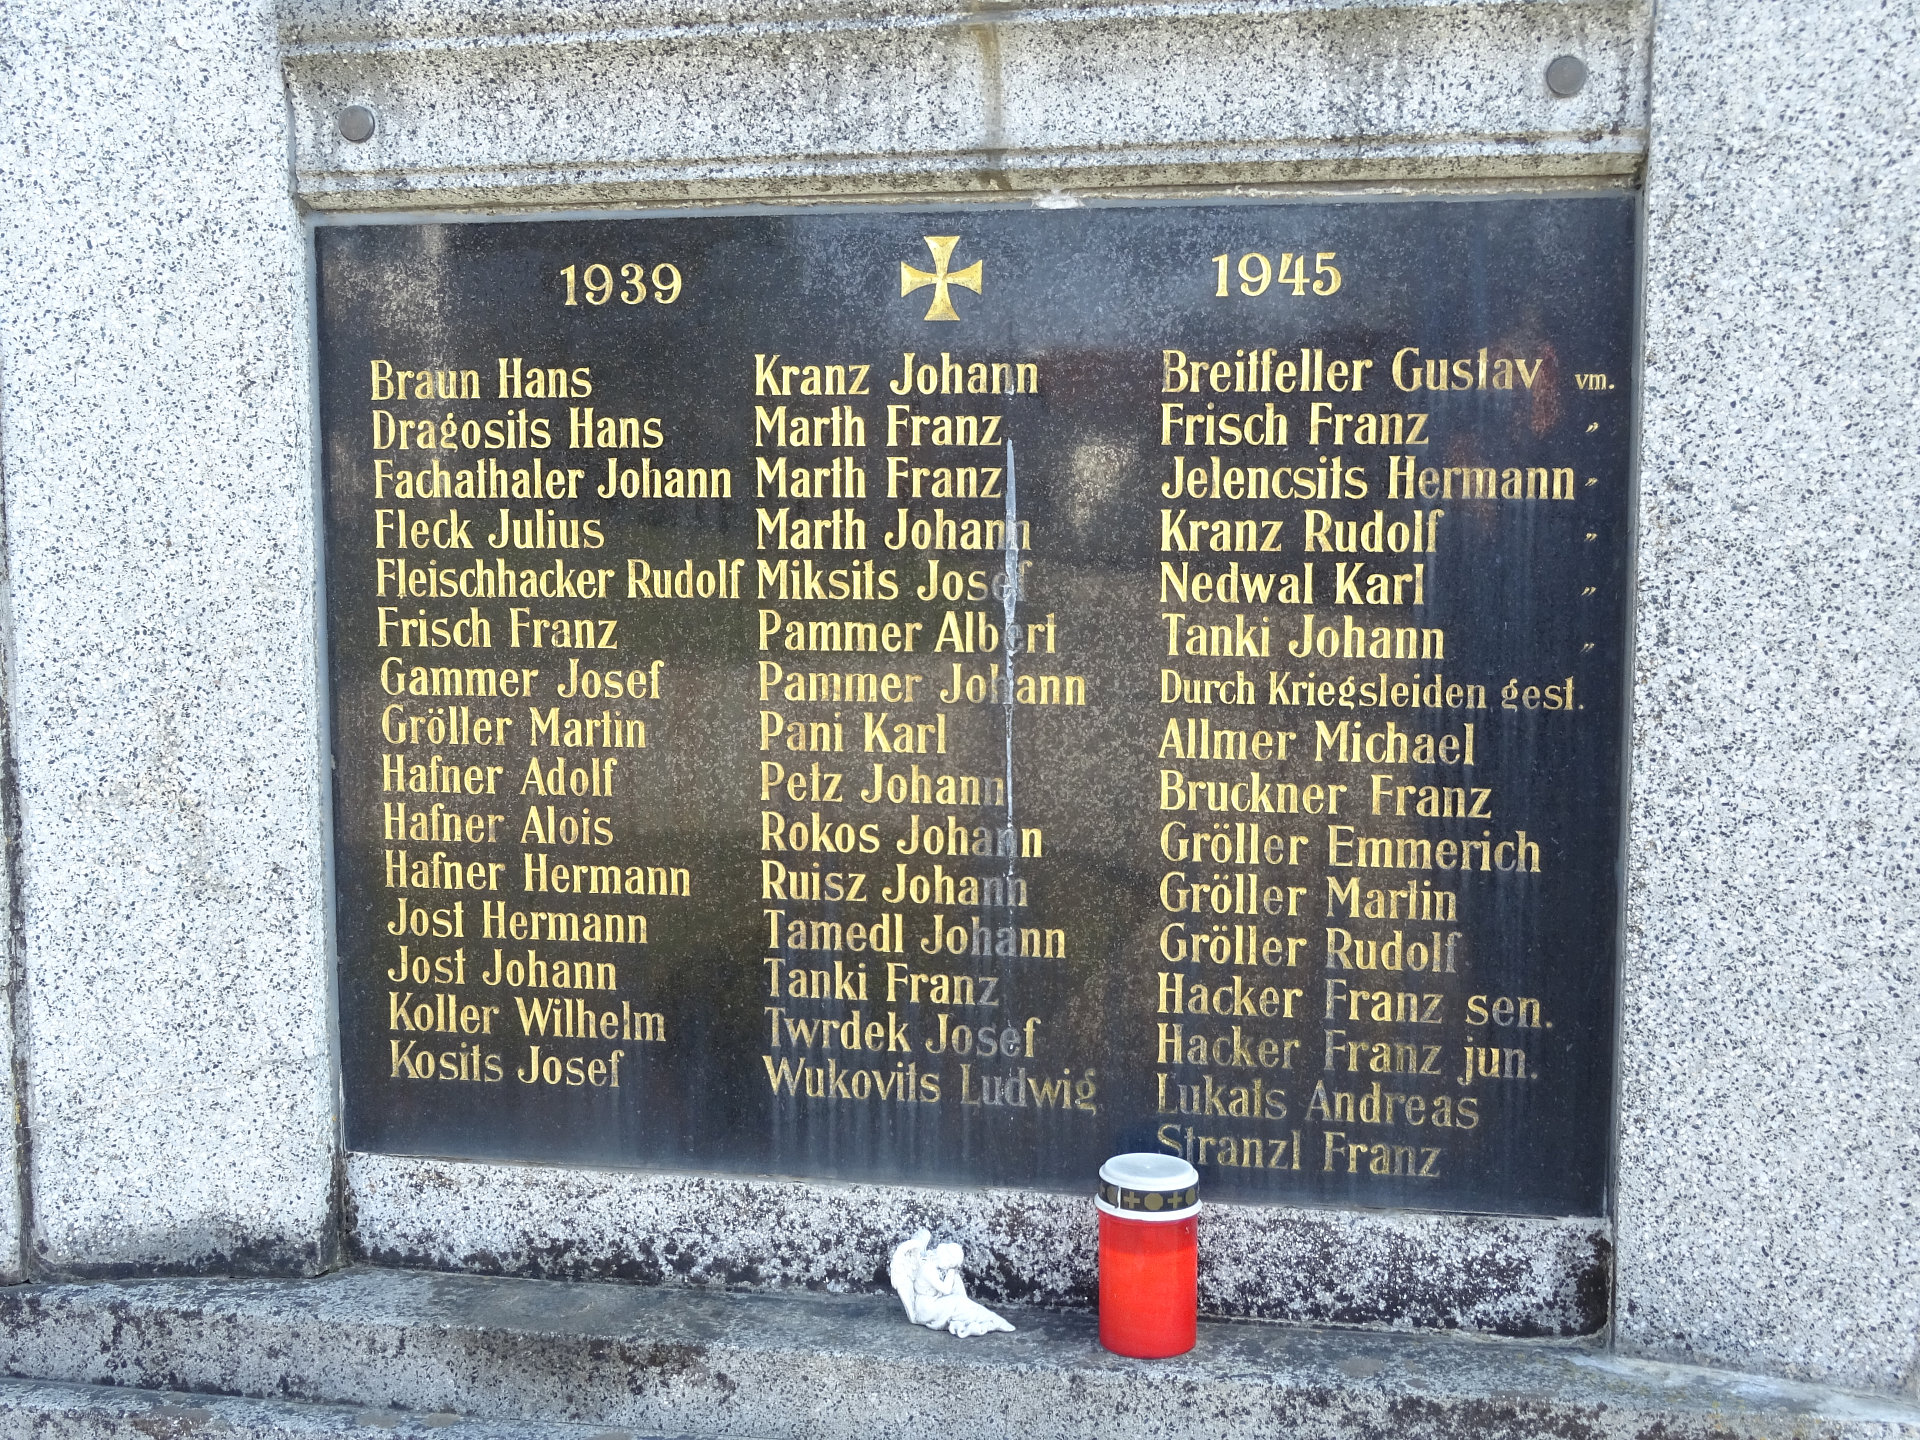 1939 1945
Braun Hans
Dragosits Hans
Fachathaler Johann
Fleck Julius
Fleischhacker Rudolf
Frisch Franz
Gammer Josef
Gröller Martin
Hafner Adolf
Hafner Alois
Hafner Hermann
Jost Hermann
Jost Johann
Koller Wilhelm
Kosits Josef
Kranz Johann
Marth Franz
Marth Franz
Marth Johann
Miksits Josef
Pammer Albert
Pammer Johann
Pani Karl
Petz Johann
Rokos Johann
Ruisz Johann
Tamedl Johann
Tanki Franz
Twrdek Josef
Wukovits Ludwig
Breitfeller Gustav vm.
Frisch Franz "
Jelencsits Hermann "
Kranz Rudolf "
Nedwal Karl "
Tanki Johann "
Durch Kriegsleiden gest.
Allmer Michael
Bruckner Franz
Gröller Emmerich
Gröller Martin
Gröller Rudolf
Hacker Franz sen.
Hacker Franz jun.
Lukats Andreas
Stranzl Franz